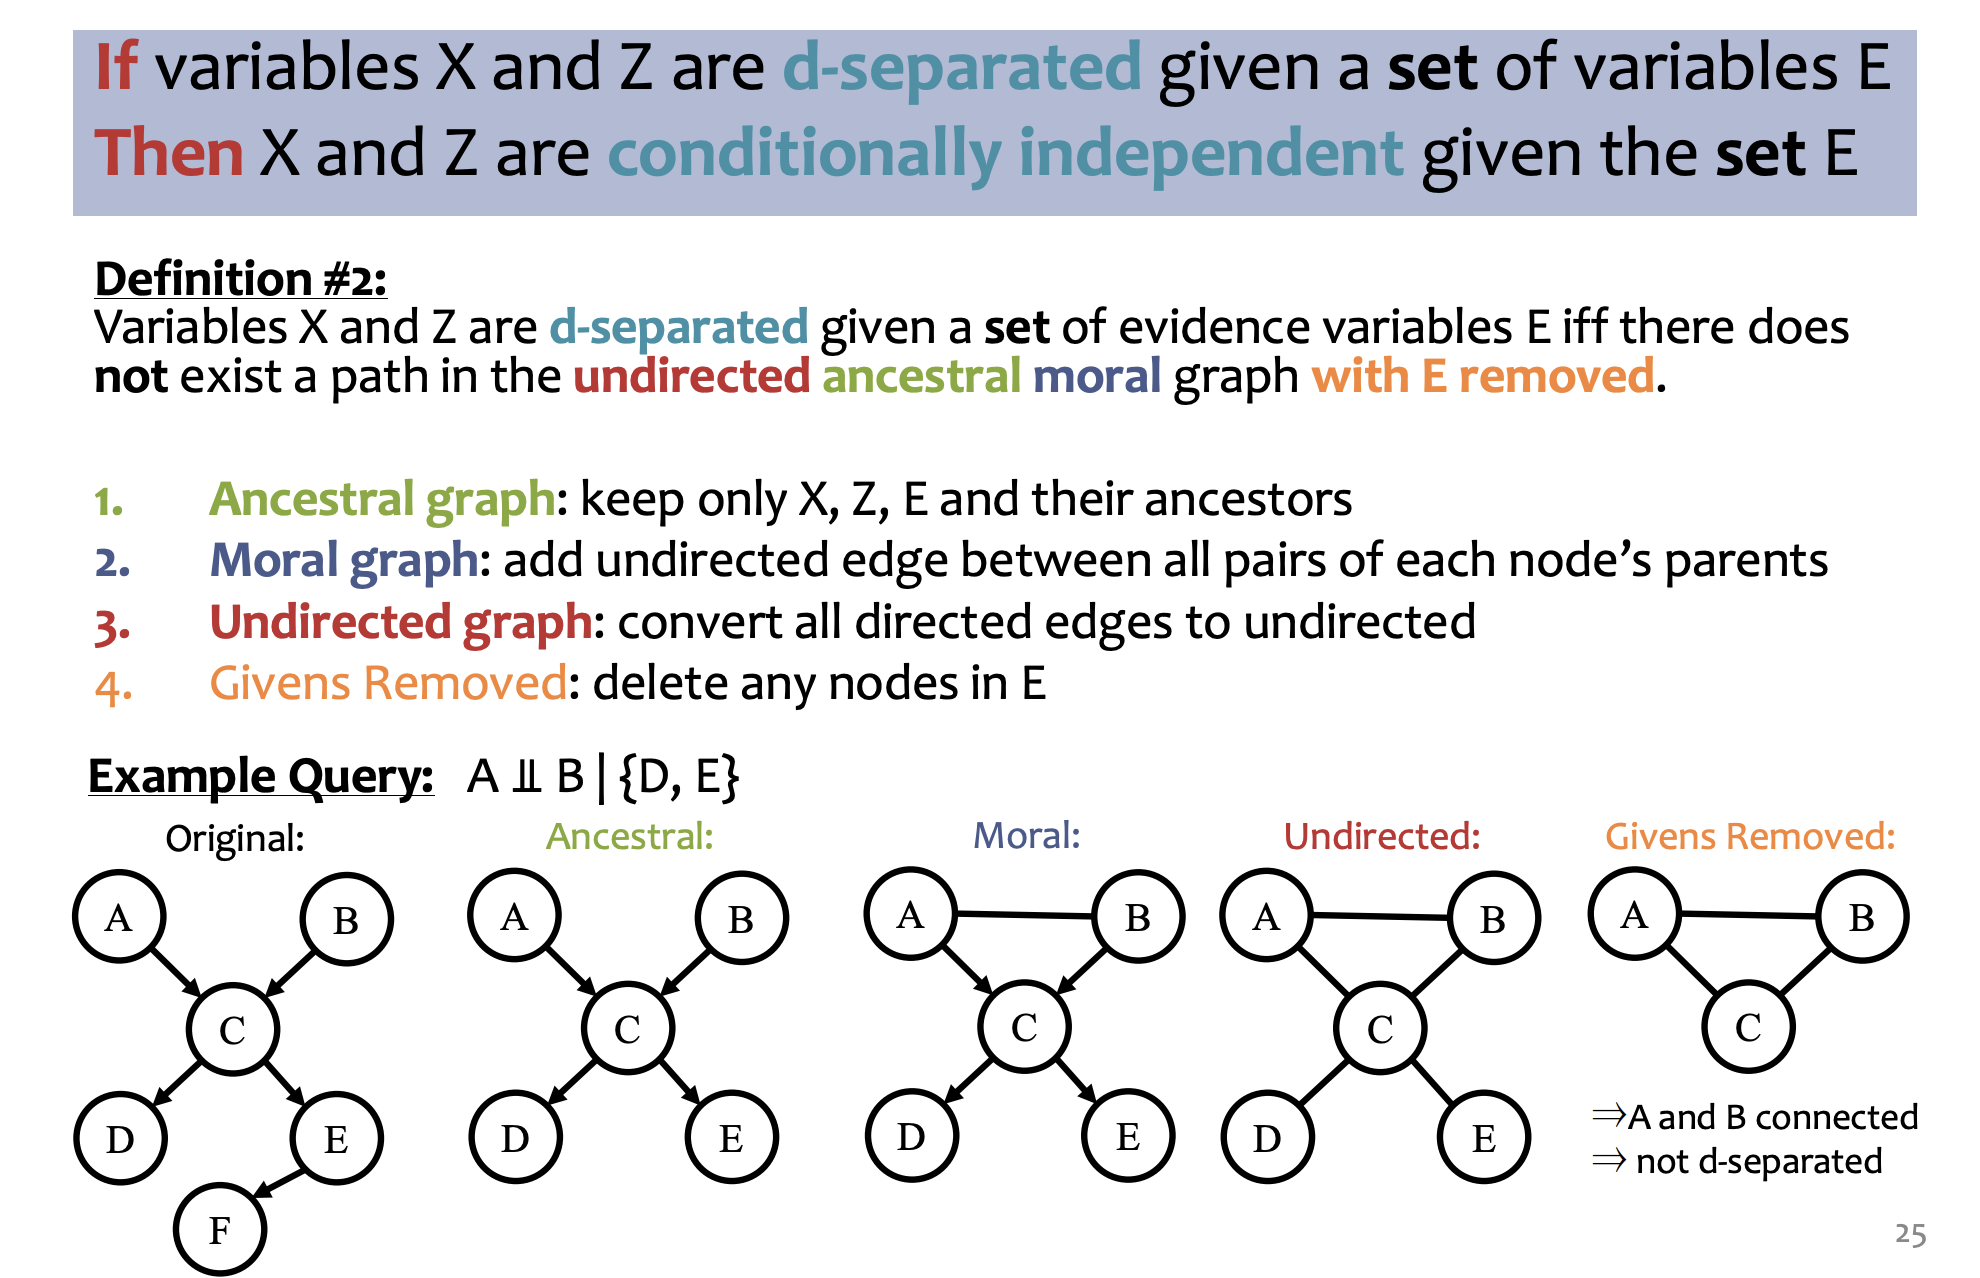 If variables X and Z are d-separated given a set of variables E
Then X and Z are conditionally independent given the set E
Definition #2:
Variables X and Z are d-separated given a set of evidence variables E iff there does
not exist a path in the undirected ancestral moral graph with E removed.
1. Ancestral graph: keep only X, Z, E and their ancestors
2. Moral graph: add undirected edge between all pairs of each node’s parents
3. Undirected graph: convert all directed edges to undirected
4. Givens Removed: delete any nodes in E
Example Query: A ⫫ B | {D, E}
Original: Ancestral: Moral: Undirected: Givens Removed:
A B A B A B A B A B
C C C C C
D E D E D E D E
F
⇒A and B connected
⇒ not d-separated
25